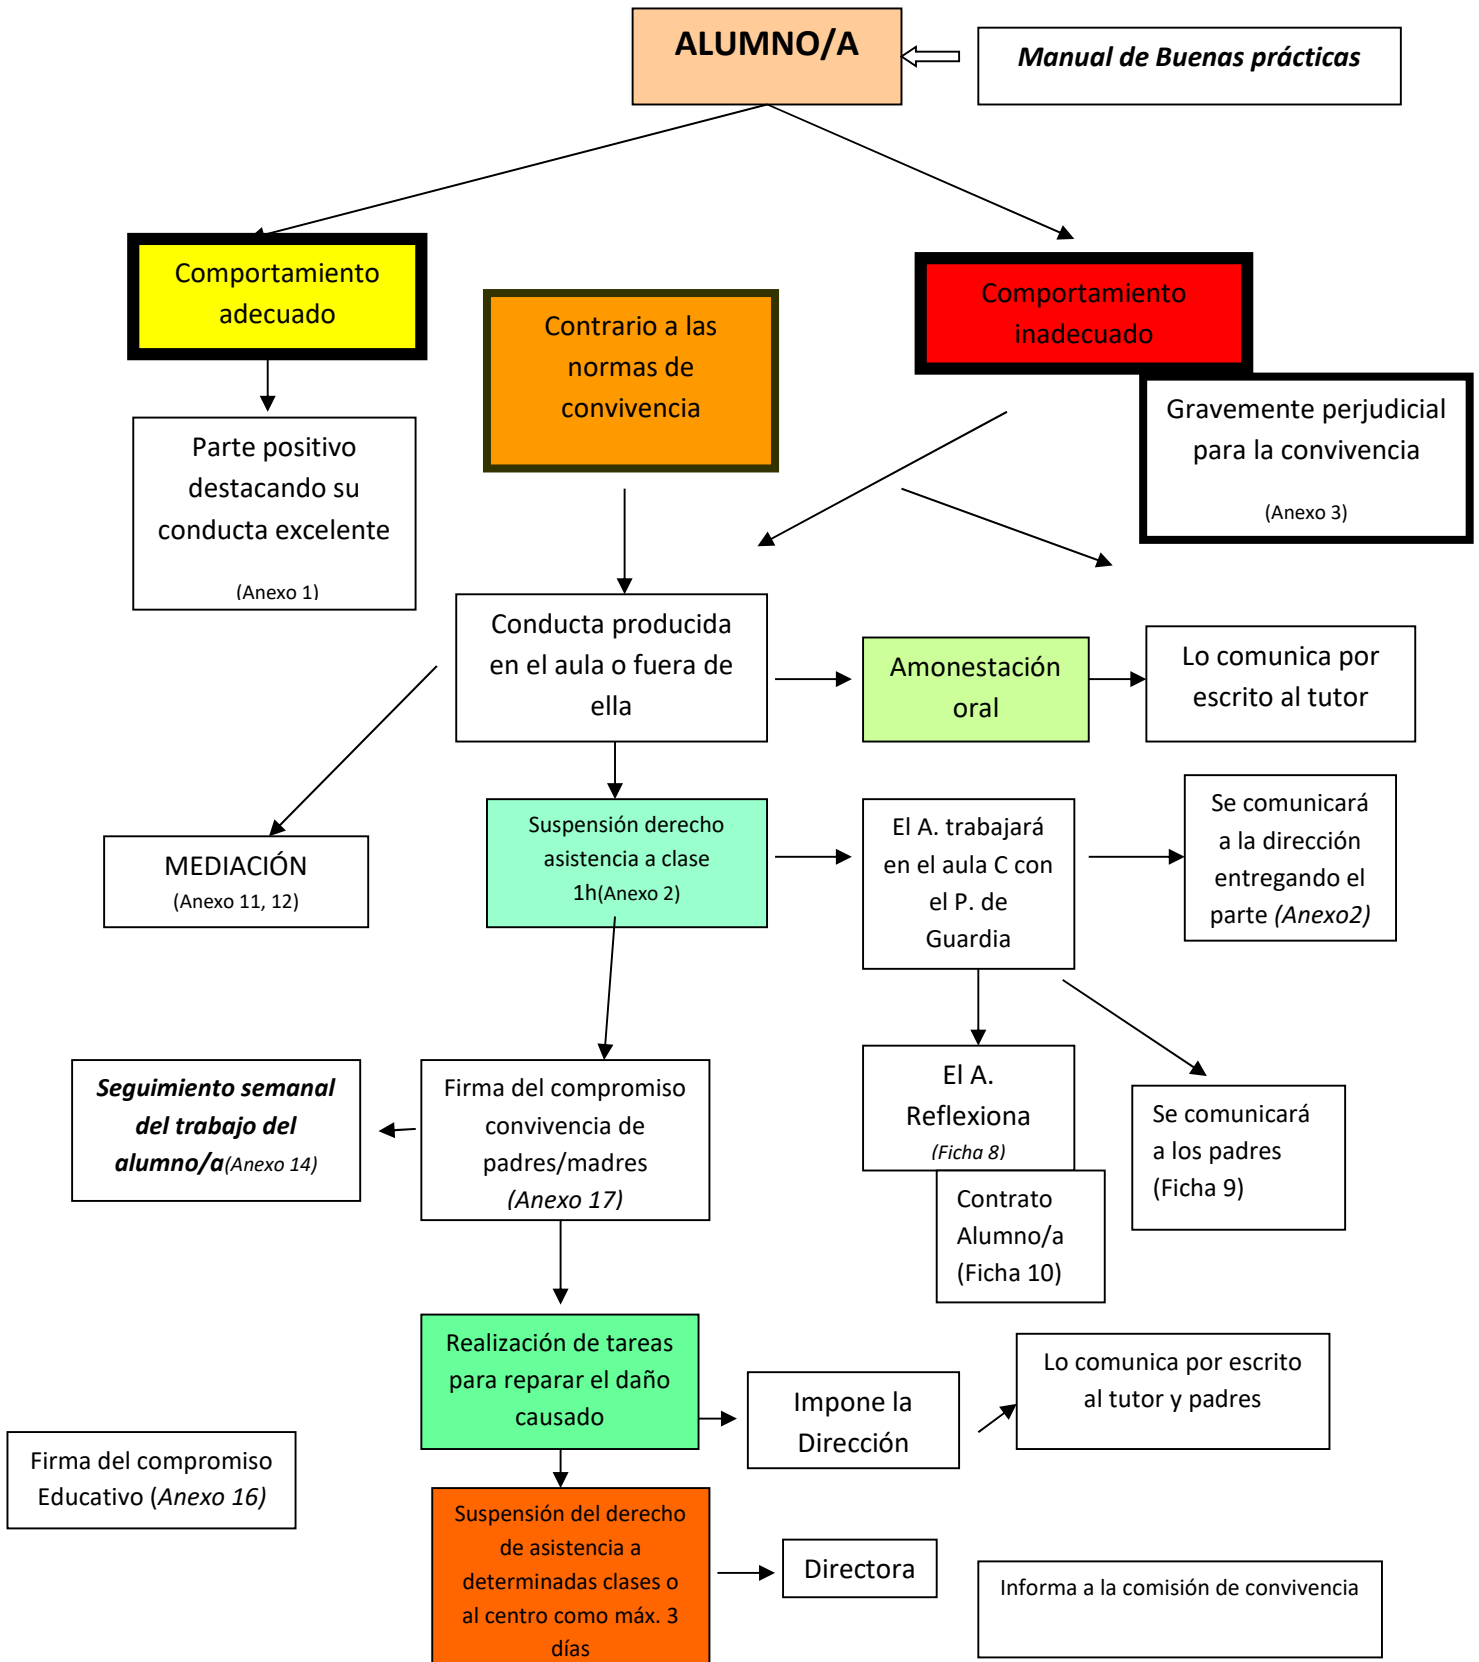 ALUMNO/A
Manual de Buenas prácticas
Comportamiento
adecuado
Contrario a las
normas de
convivencia
Comportamiento
inadecuado
Gravemente perjudicial
para la convivencia
(Anexo 3)
Parte positivo
destacando su
conducta excelente
(Anexo 1)
Conducta producida
en el aula o fuera de
ella
Amonestación
oral
Lo comunica por
escrito al tutor
MEDIACIÓN
(Anexo 11, 12)
Suspensión derecho
asistencia a clase
1h(Anexo 2)
El A. trabajará
en el aula C con
el P. de
Guardia
Se comunicará
a la dirección
entregando el
parte (Anexo2)
Seguimiento semanal
del trabajo del
alumno/a(Anexo 14)
Firma del compromiso
convivencia de
padres/madres
(Anexo 17)
El A.
Reflexiona
(Ficha 8)
Contrato
Alumno/a
(Ficha 10)
Se comunicará
a los padres
(Ficha 9)
Realización de tareas
para reparar el daño
causado
Impone la
Dirección
Lo comunica por escrito
al tutor y padres
Firma del compromiso
Educativo (Anexo 16)
Suspensión del derecho
de asistencia a
determinadas clases o
al centro como máx. 3
días
Directora
Informa a la comisión de convivencia